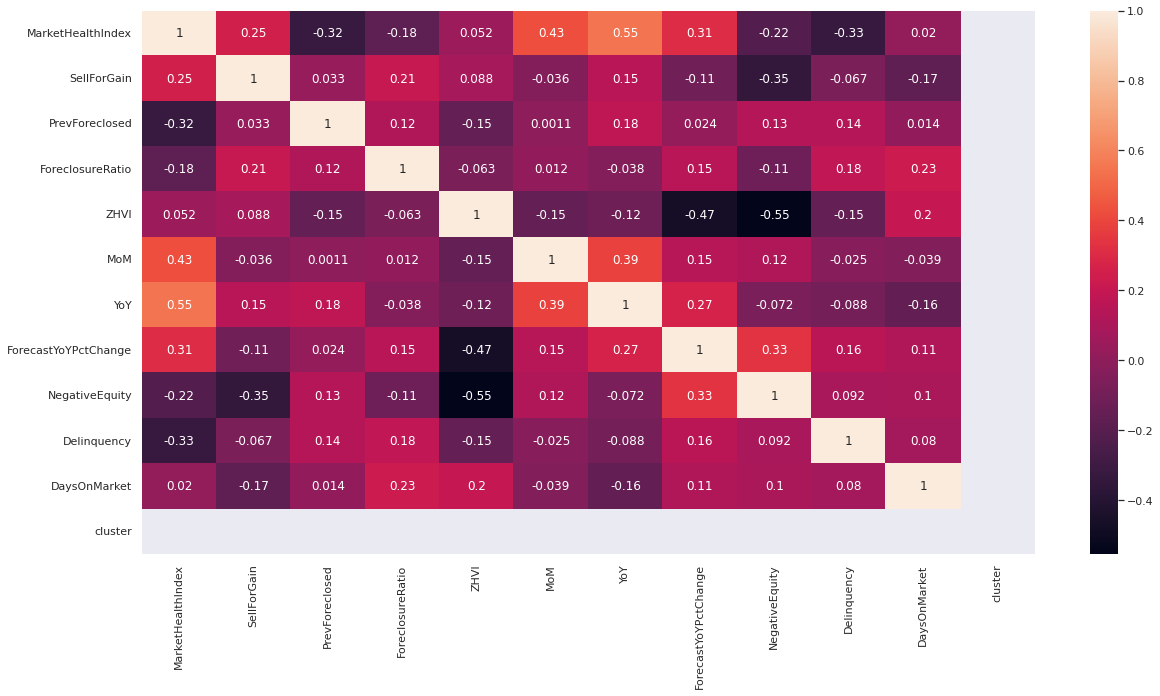 MarketHealthIndex 1 0.25 -0.32 -0.18 0.052 0.43 0.55 0.31 -0.22 -0.33 0.02
SellForGain 0.25 1 0.033 0.21 0.088 -0.036 0.15 -0.11 -0.35 -0.067 -0.17
PrevForeclosed -0.32 0.033 1 0.12 -0.15 0.0011 0.18 0.024 0.13 0.14 0.014
ForeclosureRatio -0.18 0.21 0.12 1 -0.063 0.012 -0.038 0.15 -0.11 0.18 0.23
ZHVI 0.052 0.088 -0.15 -0.063 1 -0.15 -0.12 -0.47 -0.55 -0.15 0.2
MoM 0.43 -0.036 0.0011 0.012 -0.15 1 0.39 0.15 0.12 -0.025 -0.039
YoY 0.55 0.15 0.18 -0.038 -0.12 0.39 1 0.27 -0.072 -0.088 -0.16
ForecastYoYPctChange 0.31 -0.11 0.024 0.15 -0.47 0.15 0.27 1 0.33 0.16 0.11
NegativeEquity -0.22 -0.35 0.13 -0.11 -0.55 0.12 -0.072 0.33 1 0.092 0.1
Delinquency -0.33 -0.067 0.14 0.18 -0.15 -0.025 -0.088 0.16 0.092 1 0.08
DaysOnMarket 0.02 -0.17 0.014 0.23 0.2 -0.039 -0.16 0.11 0.1 0.08 1
cluster
MarketHealthIndex
SellForGain
PrevForeclosed
ForeclosureRatio
ZHVI
MoM
YoY
ForecastYoYPctChange
NegativeEquity
Delinquency
DaysOnMarket
cluster
1.0
0.8
0.6
0.4
0.2
0.0
−0.2
−0.4